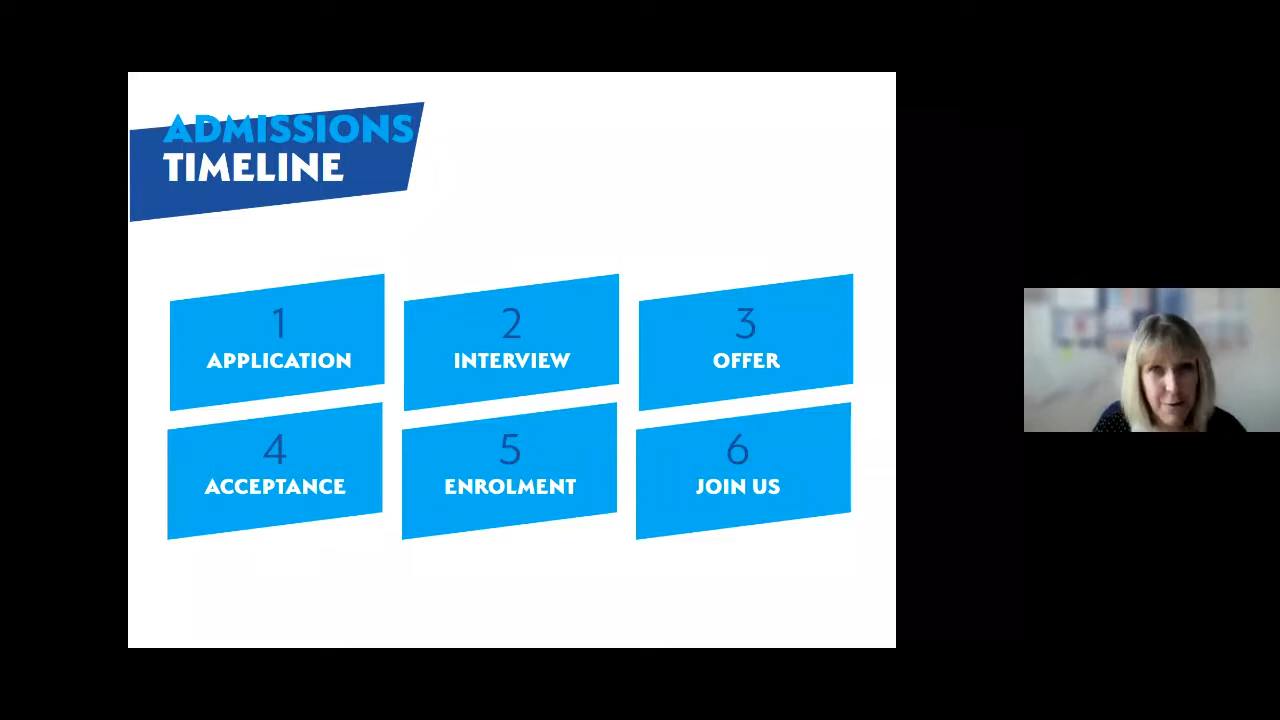 ADMISSIONS
TIMELINE
1
APPLICATION
2
INTERVIEW
3
OFFER
4
ACCEPTANCE
5
ENROLMENT
6
JOIN US